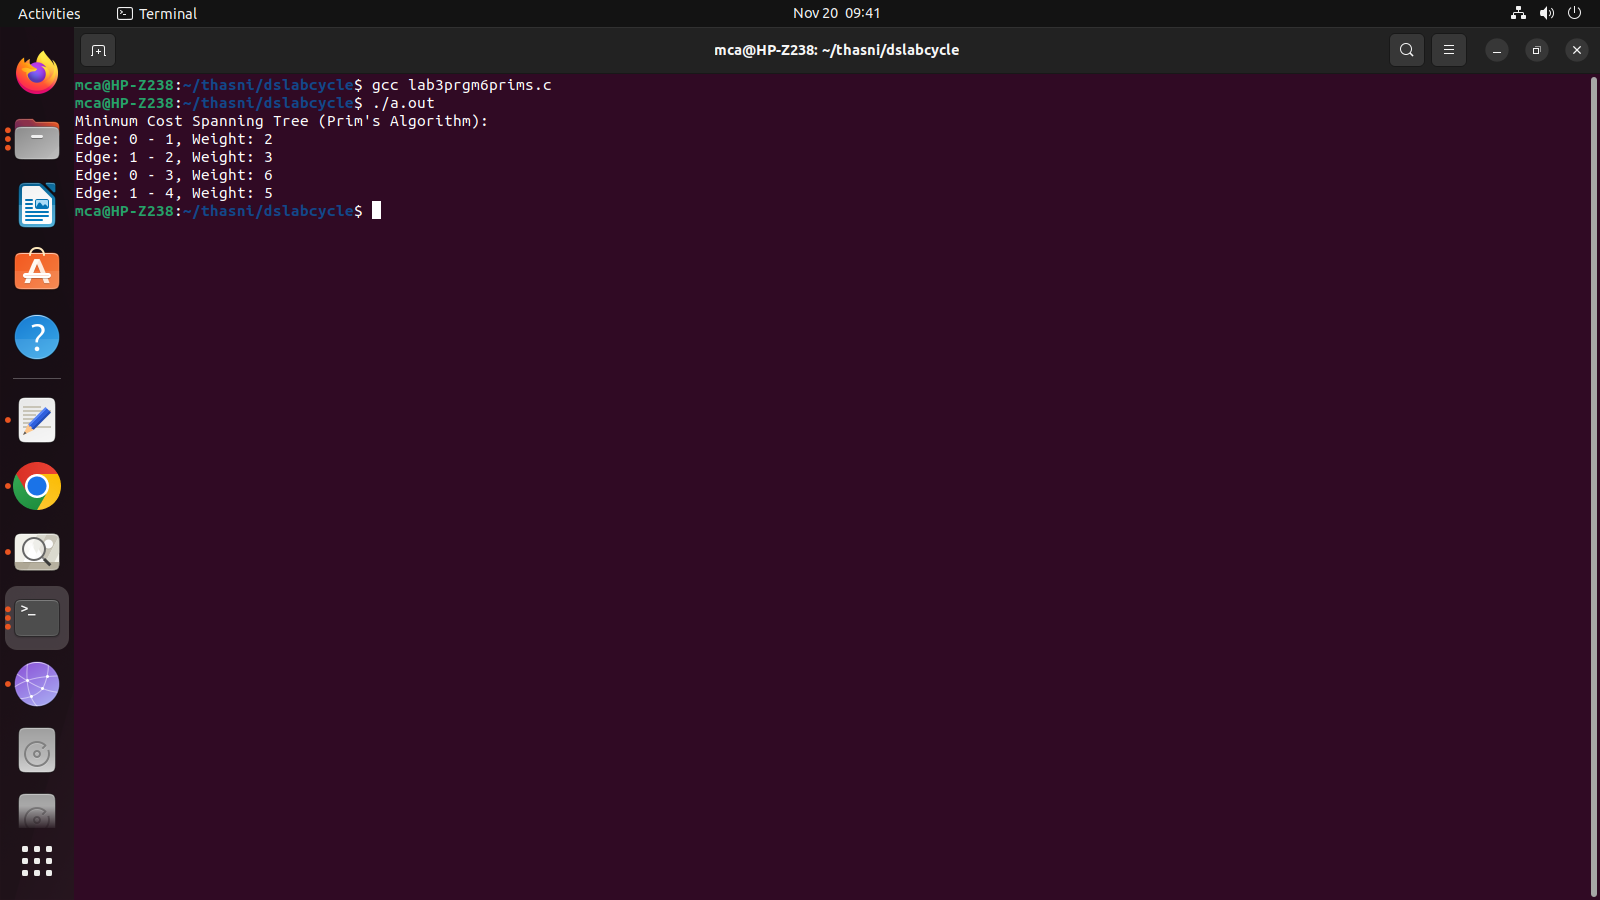 Activities
Terminal
Nov 20 09:41
mca@HP-Z238: ~/thasni/dslabcycle
mca@HP-Z238:~/thasni/dslabcycle$ gcc lab3prgm6prims.c
mca@HP-Z238:~/thasni/dslabcycle$ ./a.out
Minimum Cost Spanning Tree (Prim's Algorithm):
Edge: 0 - 1, Weight: 2
Edge: 1 - 2, Weight: 3
Edge: 0 - 3, Weight: 6
Edge: 1 - 4, Weight: 5
mca@HP-Z238:~/thasni/dslabcycle$